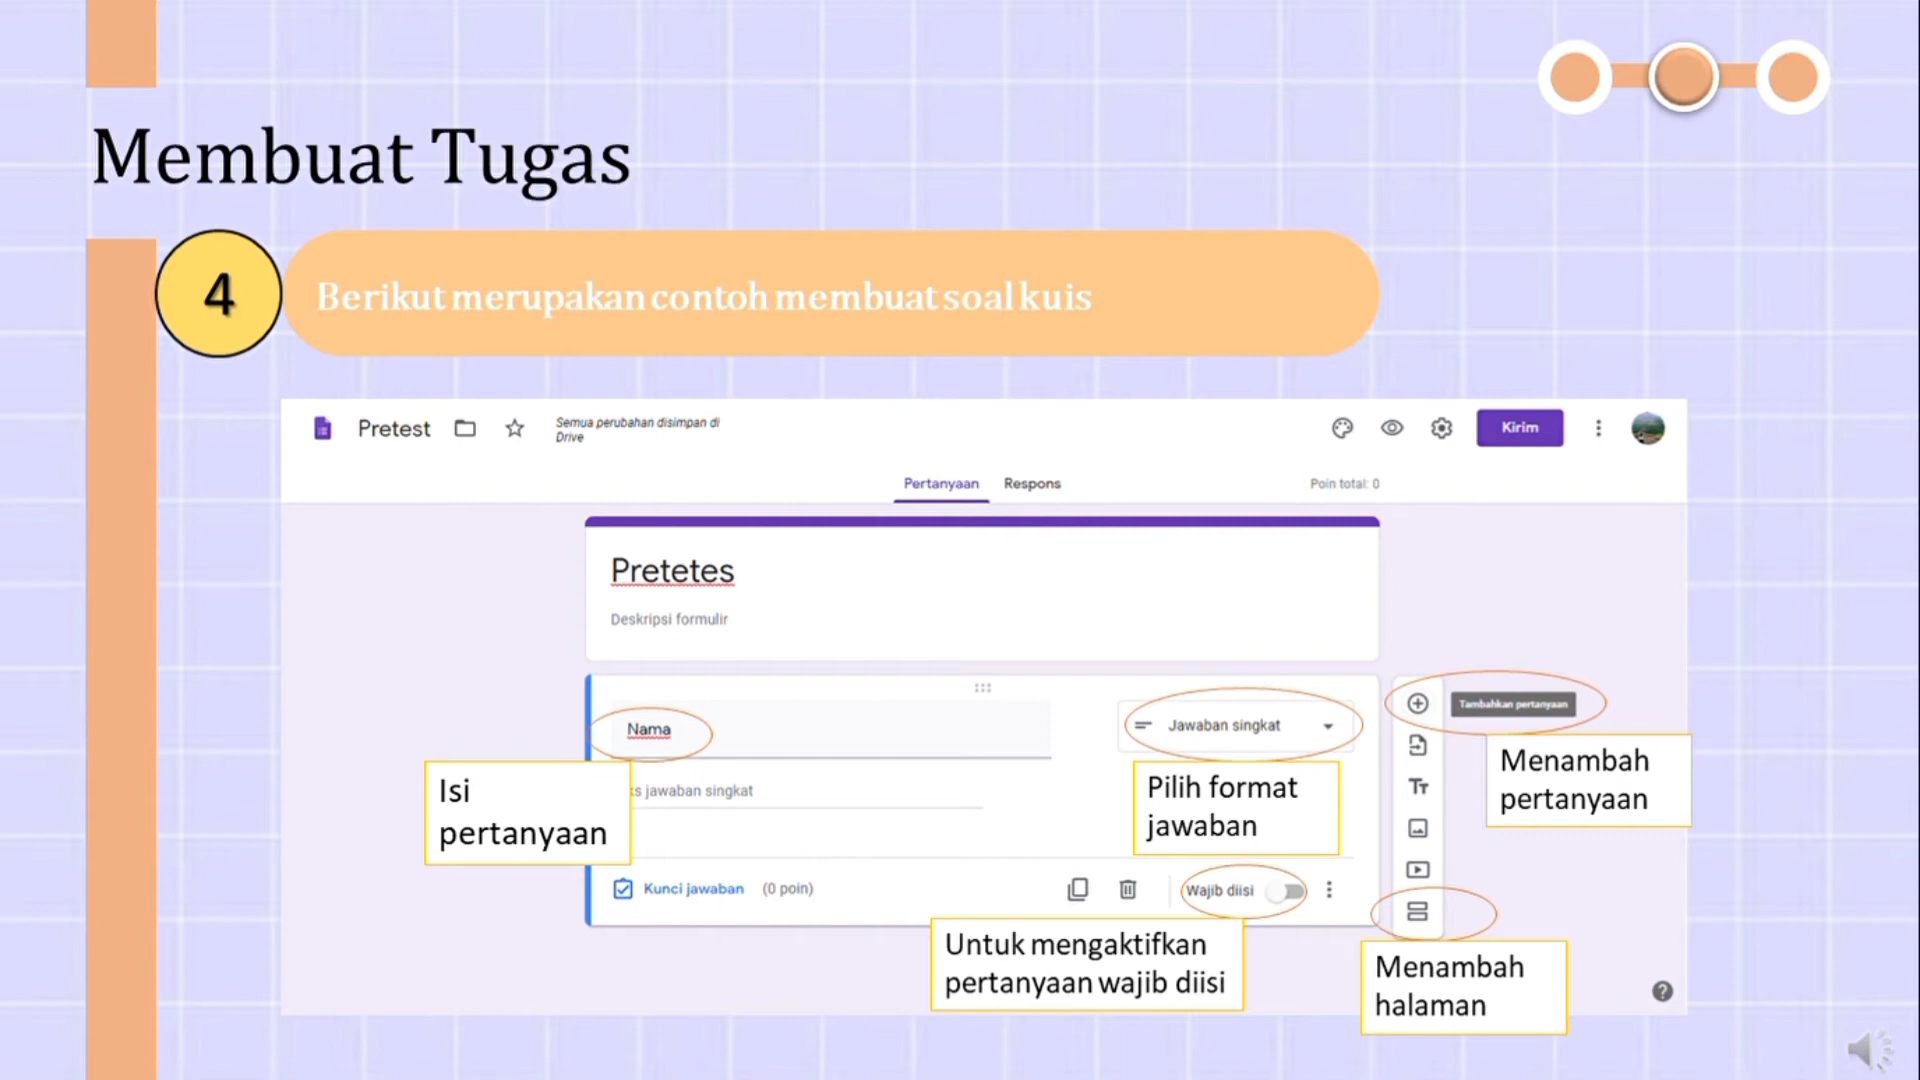 Membuat Tugas
4
Berikut merupakan contoh membuat soal kuis
Pretest
Semua perubahan disimpan di
Drive
Kirim
Pertanyaan
Respons
Poin total: 0
Pretetes
Deskripsi formulir
Nama
Jawaban singkat
Tambahkan pertanyaan
Isi
pertanyaan
ks jawaban singkat
Pilih format
jawaban
Menambah
pertanyaan
Kunci jawaban
(0 poin)
Wajib diisi
Untuk mengaktifkan
pertanyaan wajib diisi
Menambah
halaman